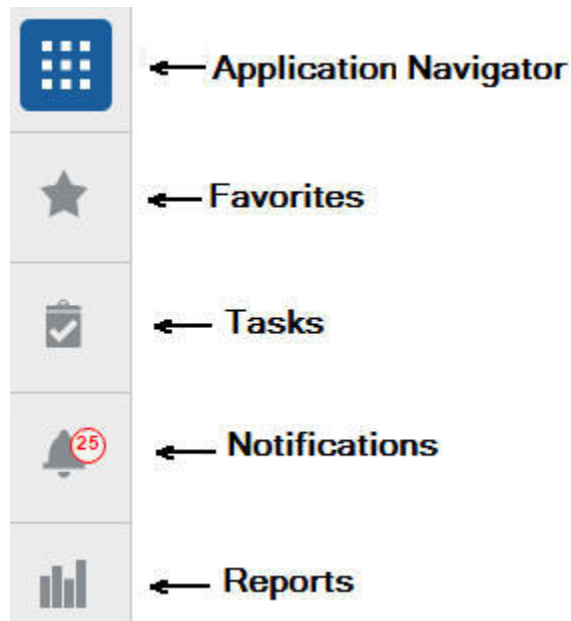 Application Navigator
Favorites
Tasks
25
Notifications
Reports